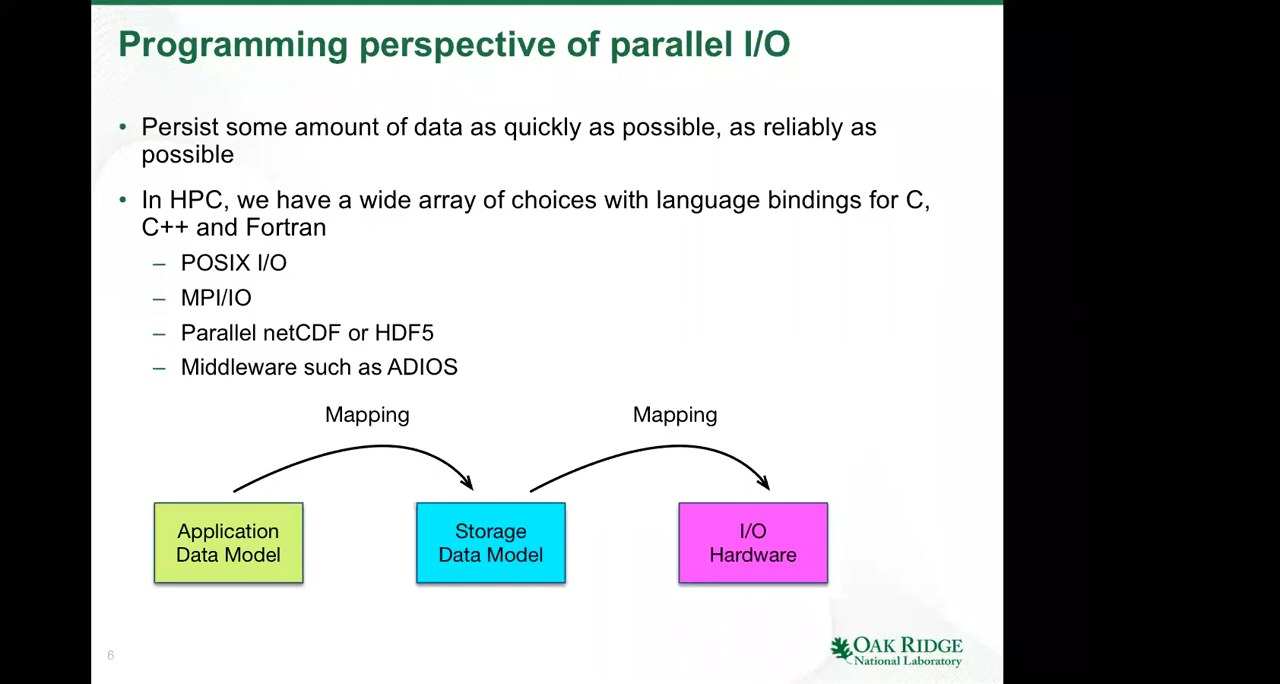 Programming perspective of parallel I/O
• Persist some amount of data as quickly as possible, as reliably as
possible
• In HPC, we have a wide array of choices with language bindings for C,
C++ and Fortran
– POSIX I/O
– MPI/IO
– Parallel netCDF or HDF5
– Middleware such as ADIOS
Mapping
Mapping
Application
Data Model
Storage
Data Model
I/O
Hardware
6
OAK RIDGE
National Laboratory